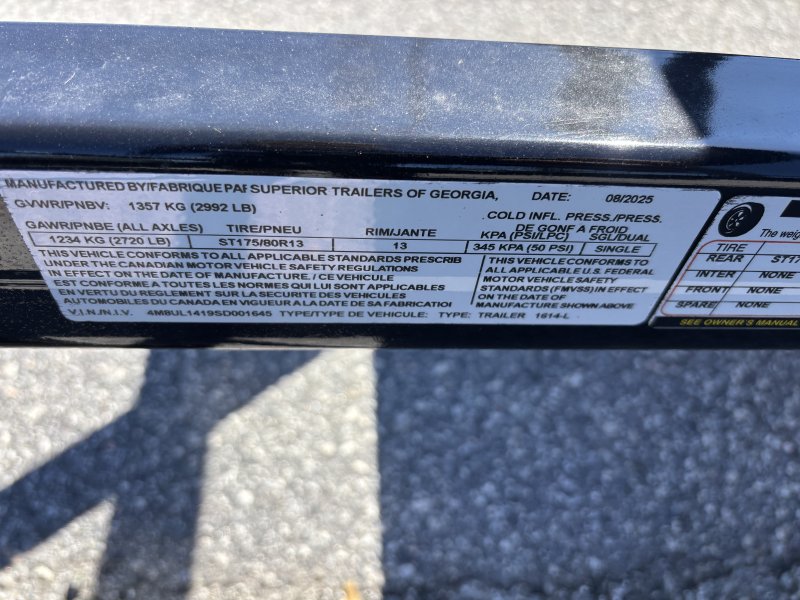 MANUFACTURED BY/FABRIQUE PAR SUPERIOR TRAILERS OF GEORGIA, DATE: 08/2025
GVWR/PNBV: 1357 KG (2992 LB)
COLD INFL. PRESS./PRESS.
DE GONF A FROID
GAWR/PNBE (ALL AXLES) TIRE/PNEU RIM/JANTE KPA (PSI/LPC) SGL/DUAL
1234 KG (2720 LB) ST175/80R13 13 345 KPA (50 PSI) SINGLE
THIS VEHICLE CONFORMS TO ALL APPLICABLE STANDARDS PRESCRIB
UNDER THE CANADIAN MOTOR VEHICLE SAFETY REGULATIONS
IN EFFECT ON THE DATE OF MANUFACTURE. / CE VEHICULE
EST CONFORME A TOUTES LES NORMES QUI LUI SONT APPLICABLES
EN VERTU DU REGLEMENT SUR LA SECURITE DES VEHICULES
AUTOMOBILES DU CANADA EN VIGUEUR A LA DATE DE SA FABRICATIOI
THIS VEHICLE CONFORMS TO
ALL APPLICABLE U.S. FEDERAL
MOTOR VEHICLE SAFETY
STANDARDS (FMVSS) IN EFFECT
ON THE DATE OF
MANUFACTURE SHOWN ABOVE
V.I.N./N.I.V. 4MBUL1419SD001645 TYPE/TYPE DE VEHICULE: TYPE: TRAILER 1614-L
The weig
TIRE
REAR ST17
INTER NONE
FRONT NONE
SPARE NONE
SEE OWNER'S MANUAL